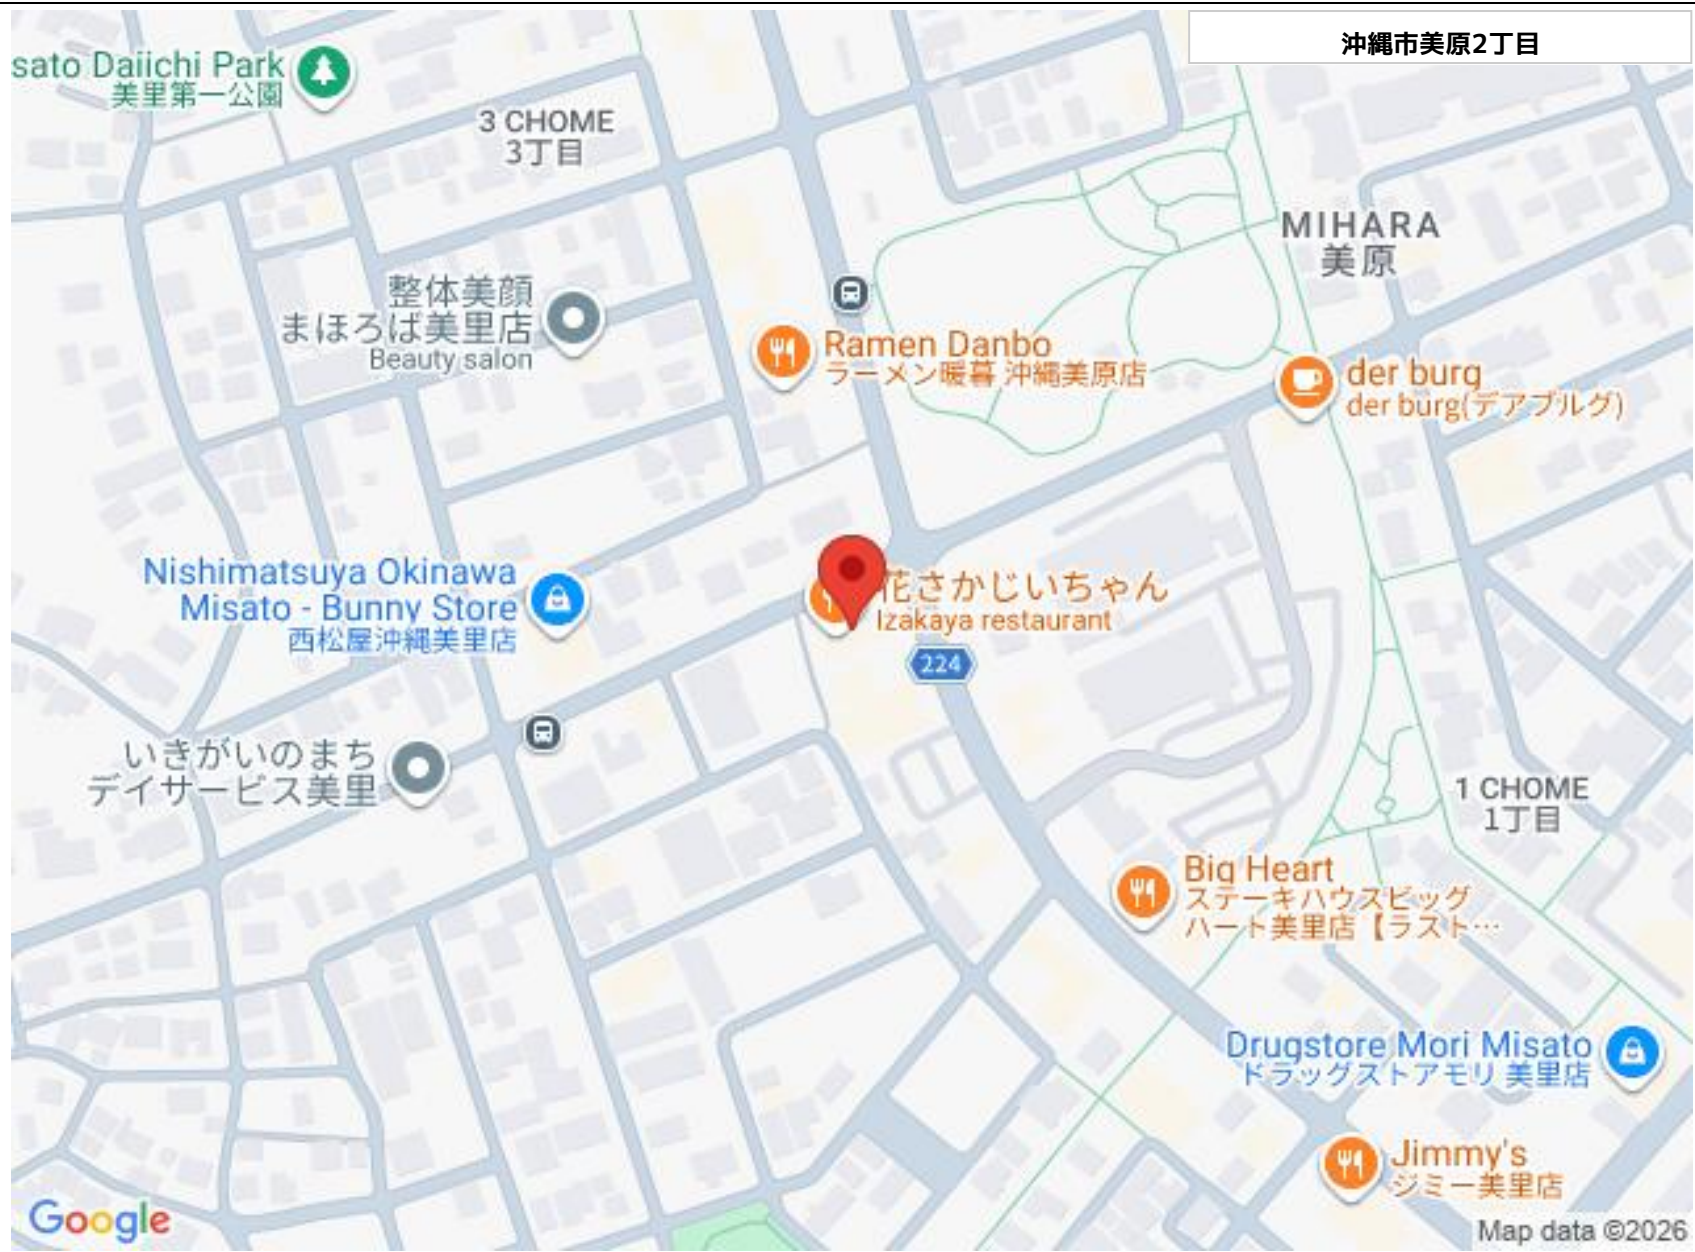 沖縄市美原2丁目
sato Daiichi Park
美里第一公園
3 CHOME
3丁目
MIHARA
美原
整体美顔
まほろば美里店
Beauty salon
Ramen Danbo
ラーメン暖暮 沖縄美原店
der burg
der burg(デアブルグ)
Nishimatsuya Okinawa
Misato - Bunny Store
西松屋沖縄美里店
花さかじいちゃん
Izakaya restaurant
224
いきがいのまち
デイサービス美里
1 CHOME
1丁目
Big Heart
ステーキハウスビッグ
ハート美里店【ラスト…
Drugstore Mori Misato
ドラッグストアモリ 美里店
Jimmy's
ジミー美里店
Google
Map data ©2026